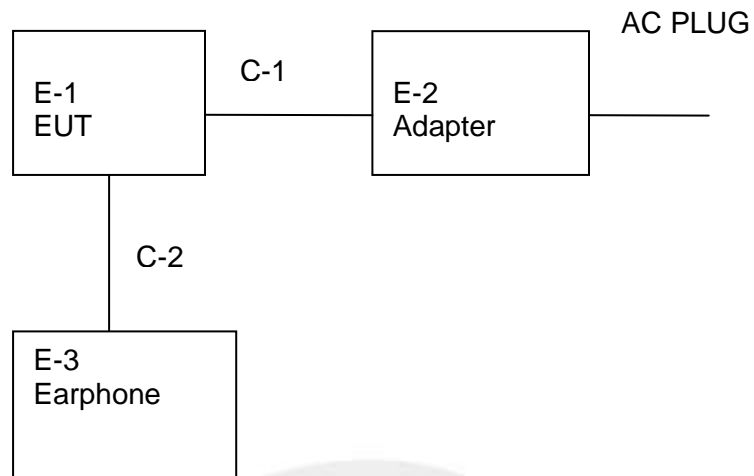 AC PLUG
C-1
E-1
EUT
E-2
Adapter
C-2
E-3
Earphone